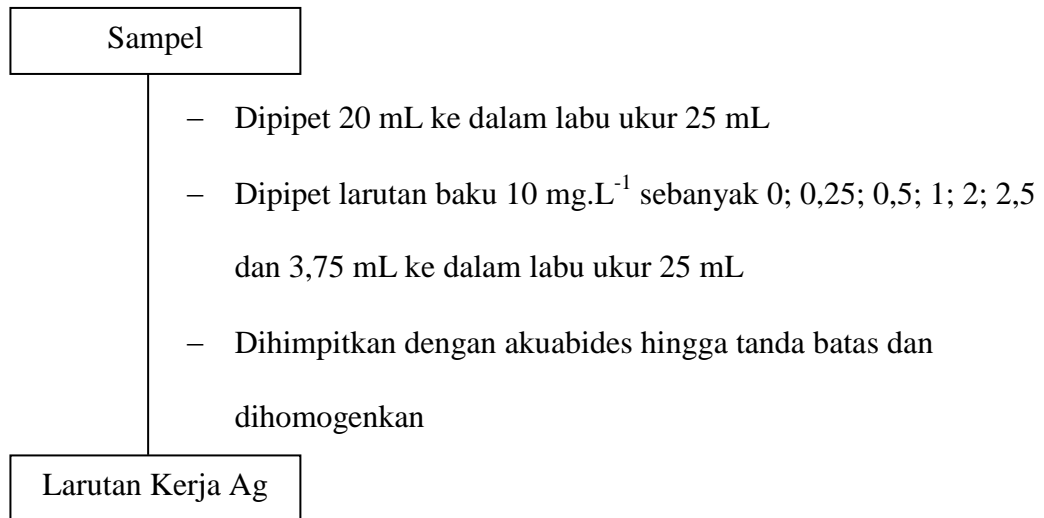 Sampel
– Dipipet 20 mL ke dalam labu ukur 25 mL
– Dipipet larutan baku 10 mg.L⁻¹ sebanyak 0; 0,25; 0,5; 1; 2; 2,5
dan 3,75 mL ke dalam labu ukur 25 mL
– Dihimpitkan dengan akuabides hingga tanda batas dan
dihomogenkan
Larutan Kerja Ag